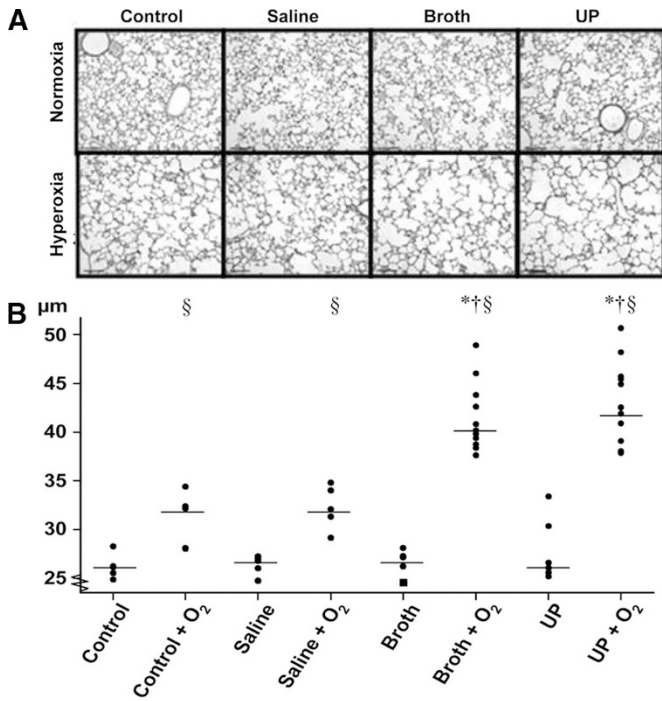 A
Control Saline Broth UP
Normoxia
Hyperoxia
B
µm
§ § *†§ *†§
50
45
40
35
30
25
Control
Control + O2
Saline
Saline + O2
Broth
Broth + O2
UP
UP + O2